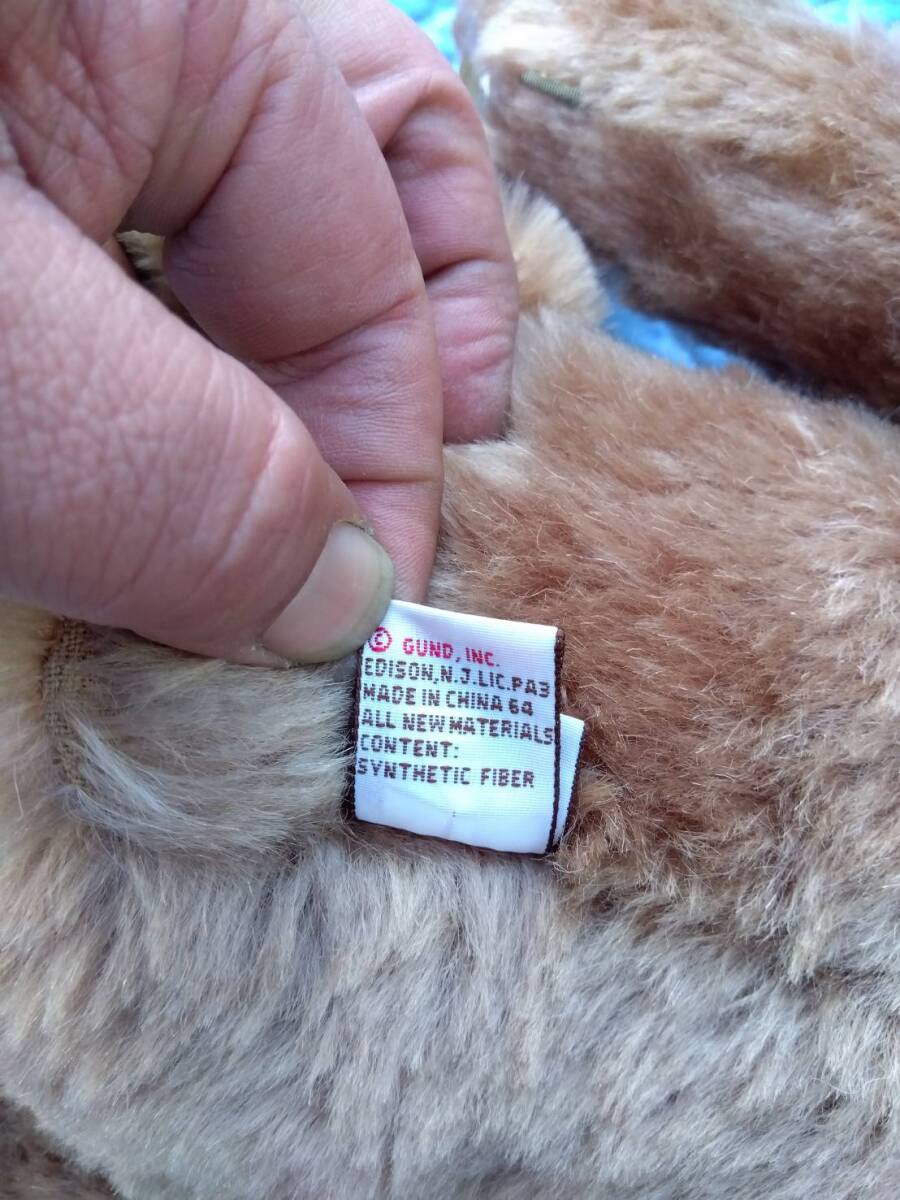 © GUND, INC.
EDISON,N.J.LIC.PA3
MADE IN CHINA 64
ALL NEW MATERIALS
CONTENT:
SYNTHETIC FIBER